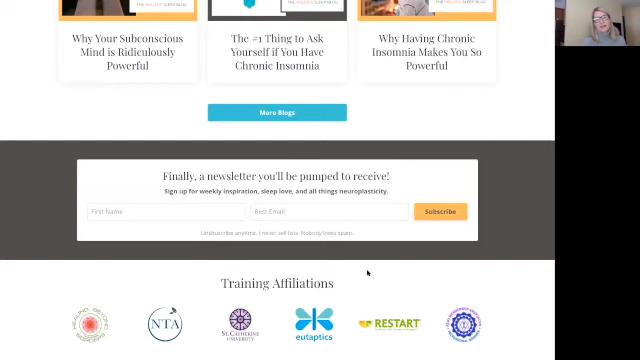 Why Your Subconscious
Mind is Ridiculously
Powerful
The #1 Thing to Ask
Yourself if You Have
Chronic Insomnia
Why Having Chronic
Insomnia Makes You So
Powerful
More Blogs
Finally, a newsletter you'll be pumped to receive!
Sign up for weekly inspiration, sleep love, and all things neuroplasticity.
First Name
Best Email
Subscribe
Unsubscribe anytime. I never sell lists. Nobody loves spam.
Training Affiliations
HEALING BEYOND BORDERS
NTA
ST. CATHERINE
UNIVERSITY
eutaptics
RESTART